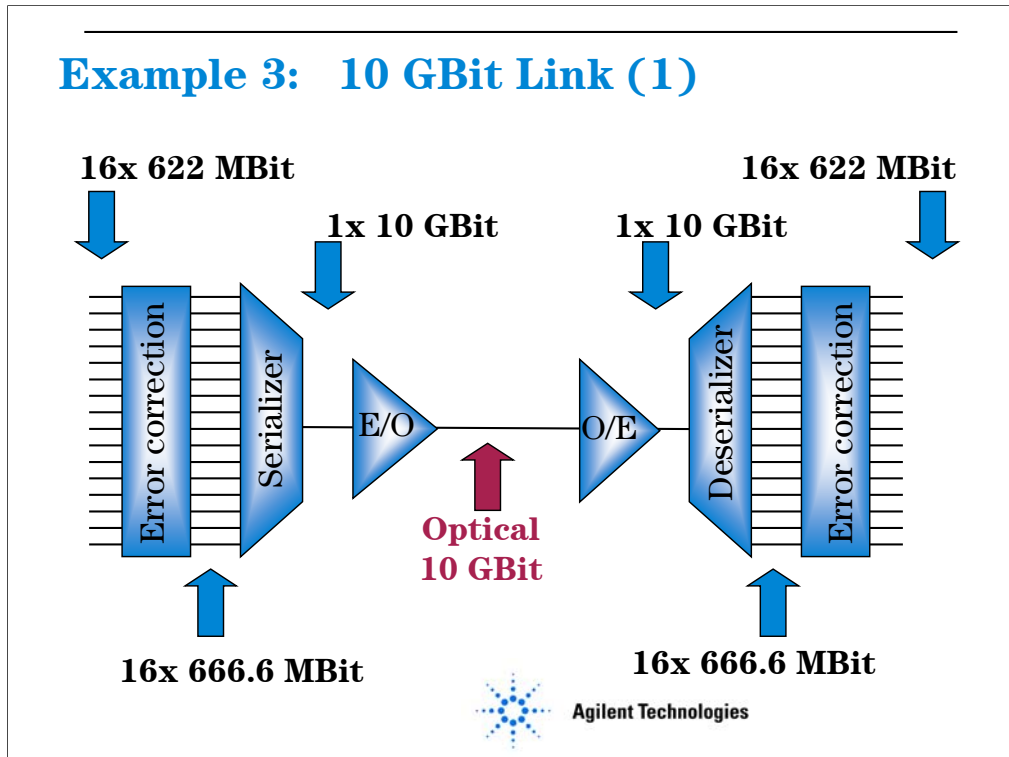 Example 3: 10 GBit Link (1)
16x 622 MBit
16x 622 MBit
1x 10 GBit
1x 10 GBit
Error correction
Serializer
E/O
O/E
Deserializer
Error correction
Optical
10 GBit
16x 666.6 MBit
16x 666.6 MBit
Agilent Technologies